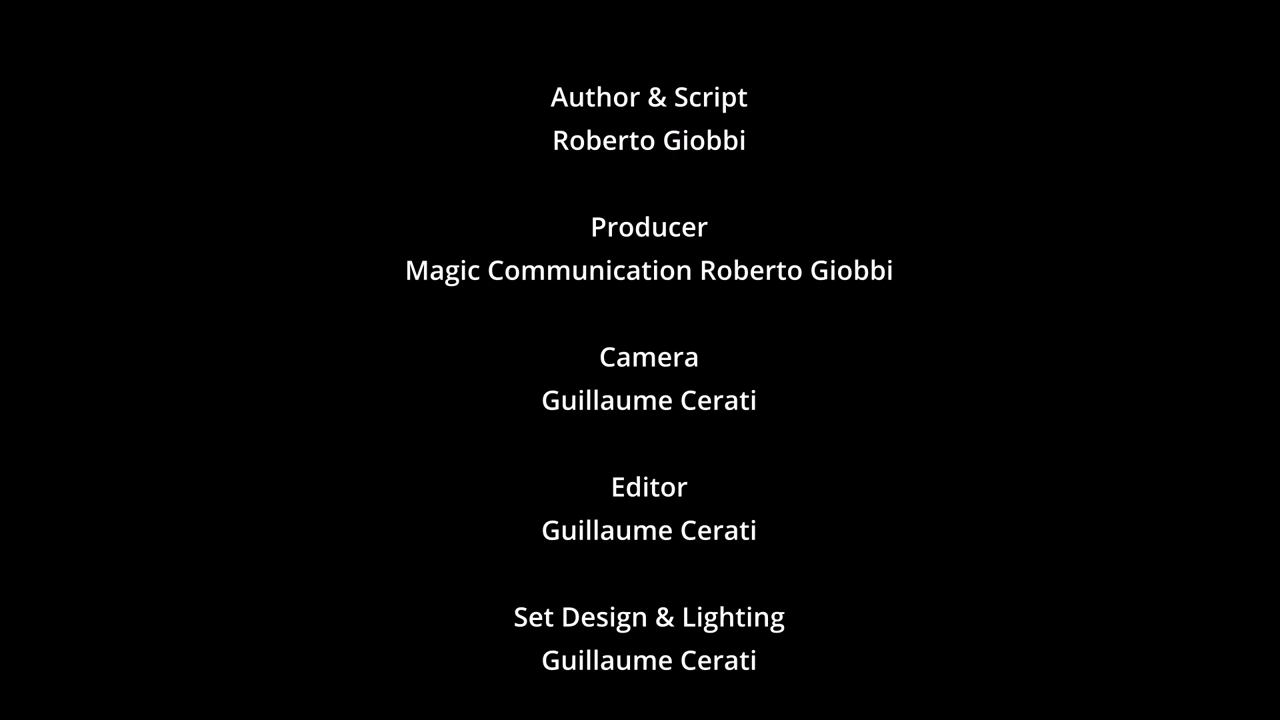 Author & Script
Roberto Giobbi
Producer
Magic Communication Roberto Giobbi
Camera
Guillaume Cerati
Editor
Guillaume Cerati
Set Design & Lighting
Guillaume Cerati